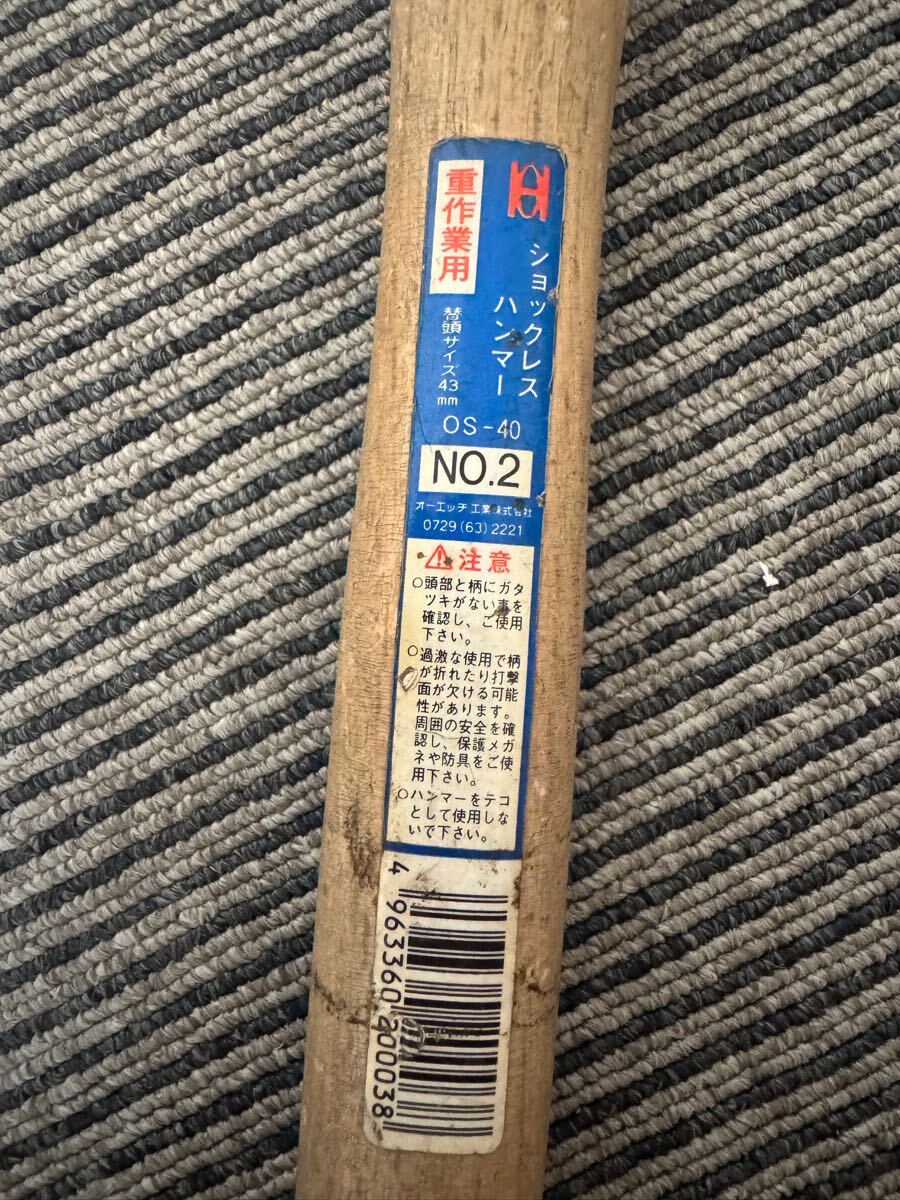 重作業用
ショックレス
ハンマー
替頭サイズ43mm
OS-40
NO.2
オーエッチ工業株式会社
0729(63)2221
⚠注意
○頭部と柄にガタ
ツキがない事を
確認し、ご使用
下さい。
○過激な使用で柄
が折れたり打撃
面が欠ける可能
性があります。
周囲の安全を確
認し、保護メガ
ネや防具をご使
用下さい。
○ハンマーをテコ
として使用しな
いで下さい。
4 963360 200038